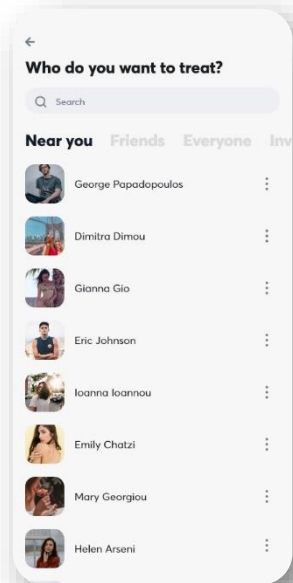 Who do you want to treat?
Search
Near you Friends Everyone Inv
George Papadopoulos
Dimitra Dimou
Gianna Gio
Eric Johnson
Ioanna Ioannou
Emily Chatzi
Mary Georgiou
Helen Arseni